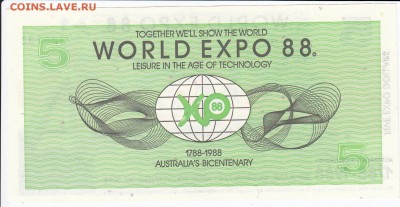 COINS.ЛАVE.RU
TOGETHER WE'LL SHOW THE WORLD
WORLD EXPO 88®
LEISURE IN THE AGE OF TECHNOLOGY
5
XPO
88
1788-1988
AUSTRALIA'S BICENTENARY
5